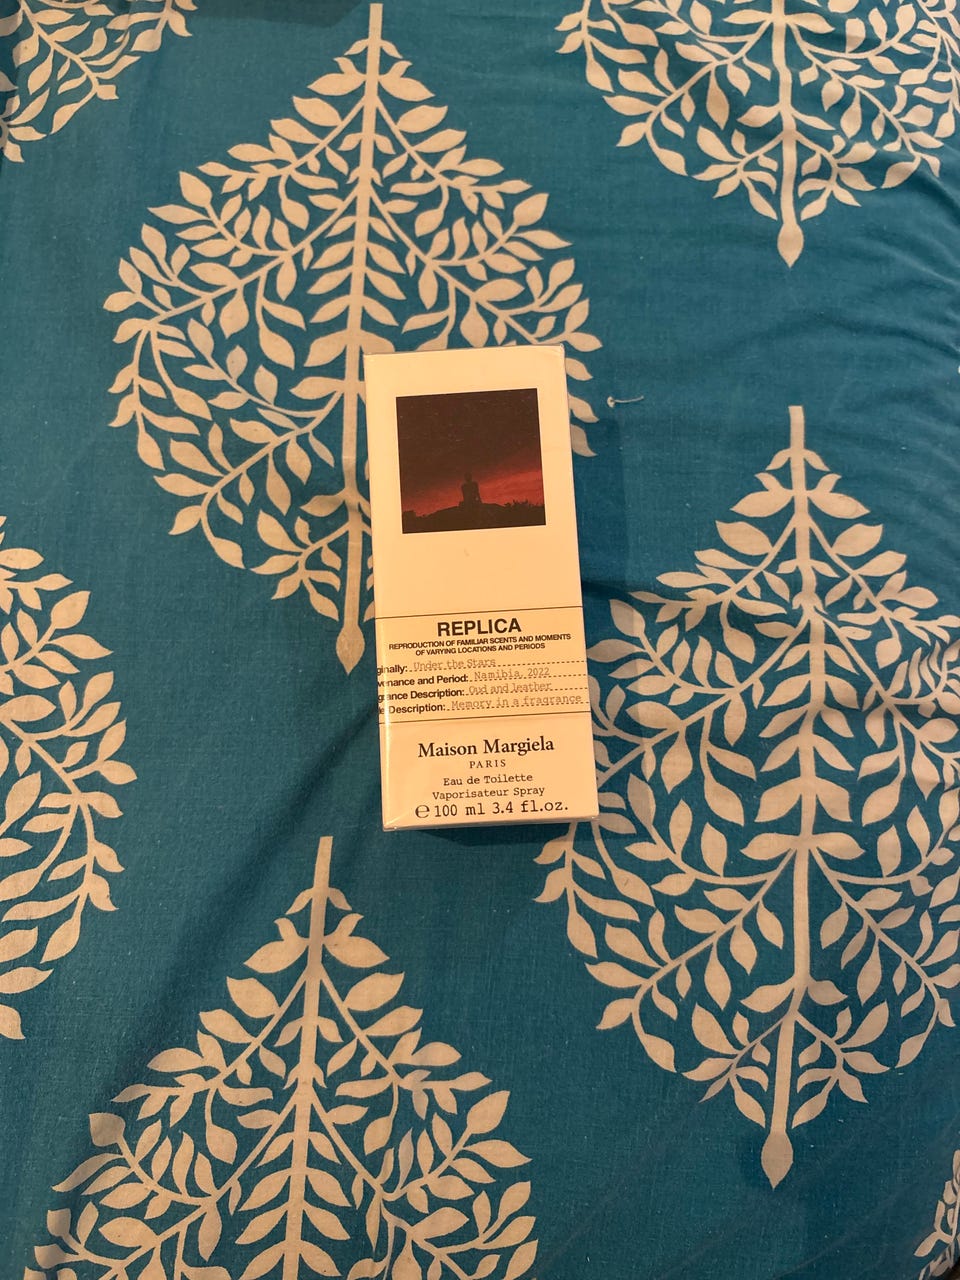 REPLICA
REPRODUCTION OF FAMILIAR SCENTS AND MOMENTS
OF VARYING LOCATIONS AND PERIODS
ginally: Under the Stars
venance and Period: Namibia, 2022
grance Description: Oud and leather
le Description: Memory in a fragrance
Maison Margiela
PARIS
Eau de Toilette
Vaporisateur Spray
℮ 100 ml 3.4 fl.oz.